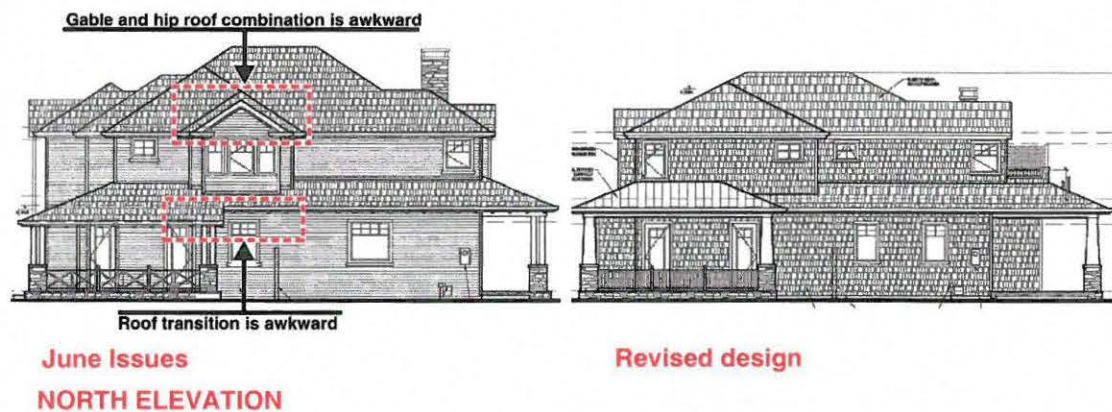 Gable and hip roof combination is awkward
Roof transition is awkward
June Issues
Revised design
NORTH ELEVATION